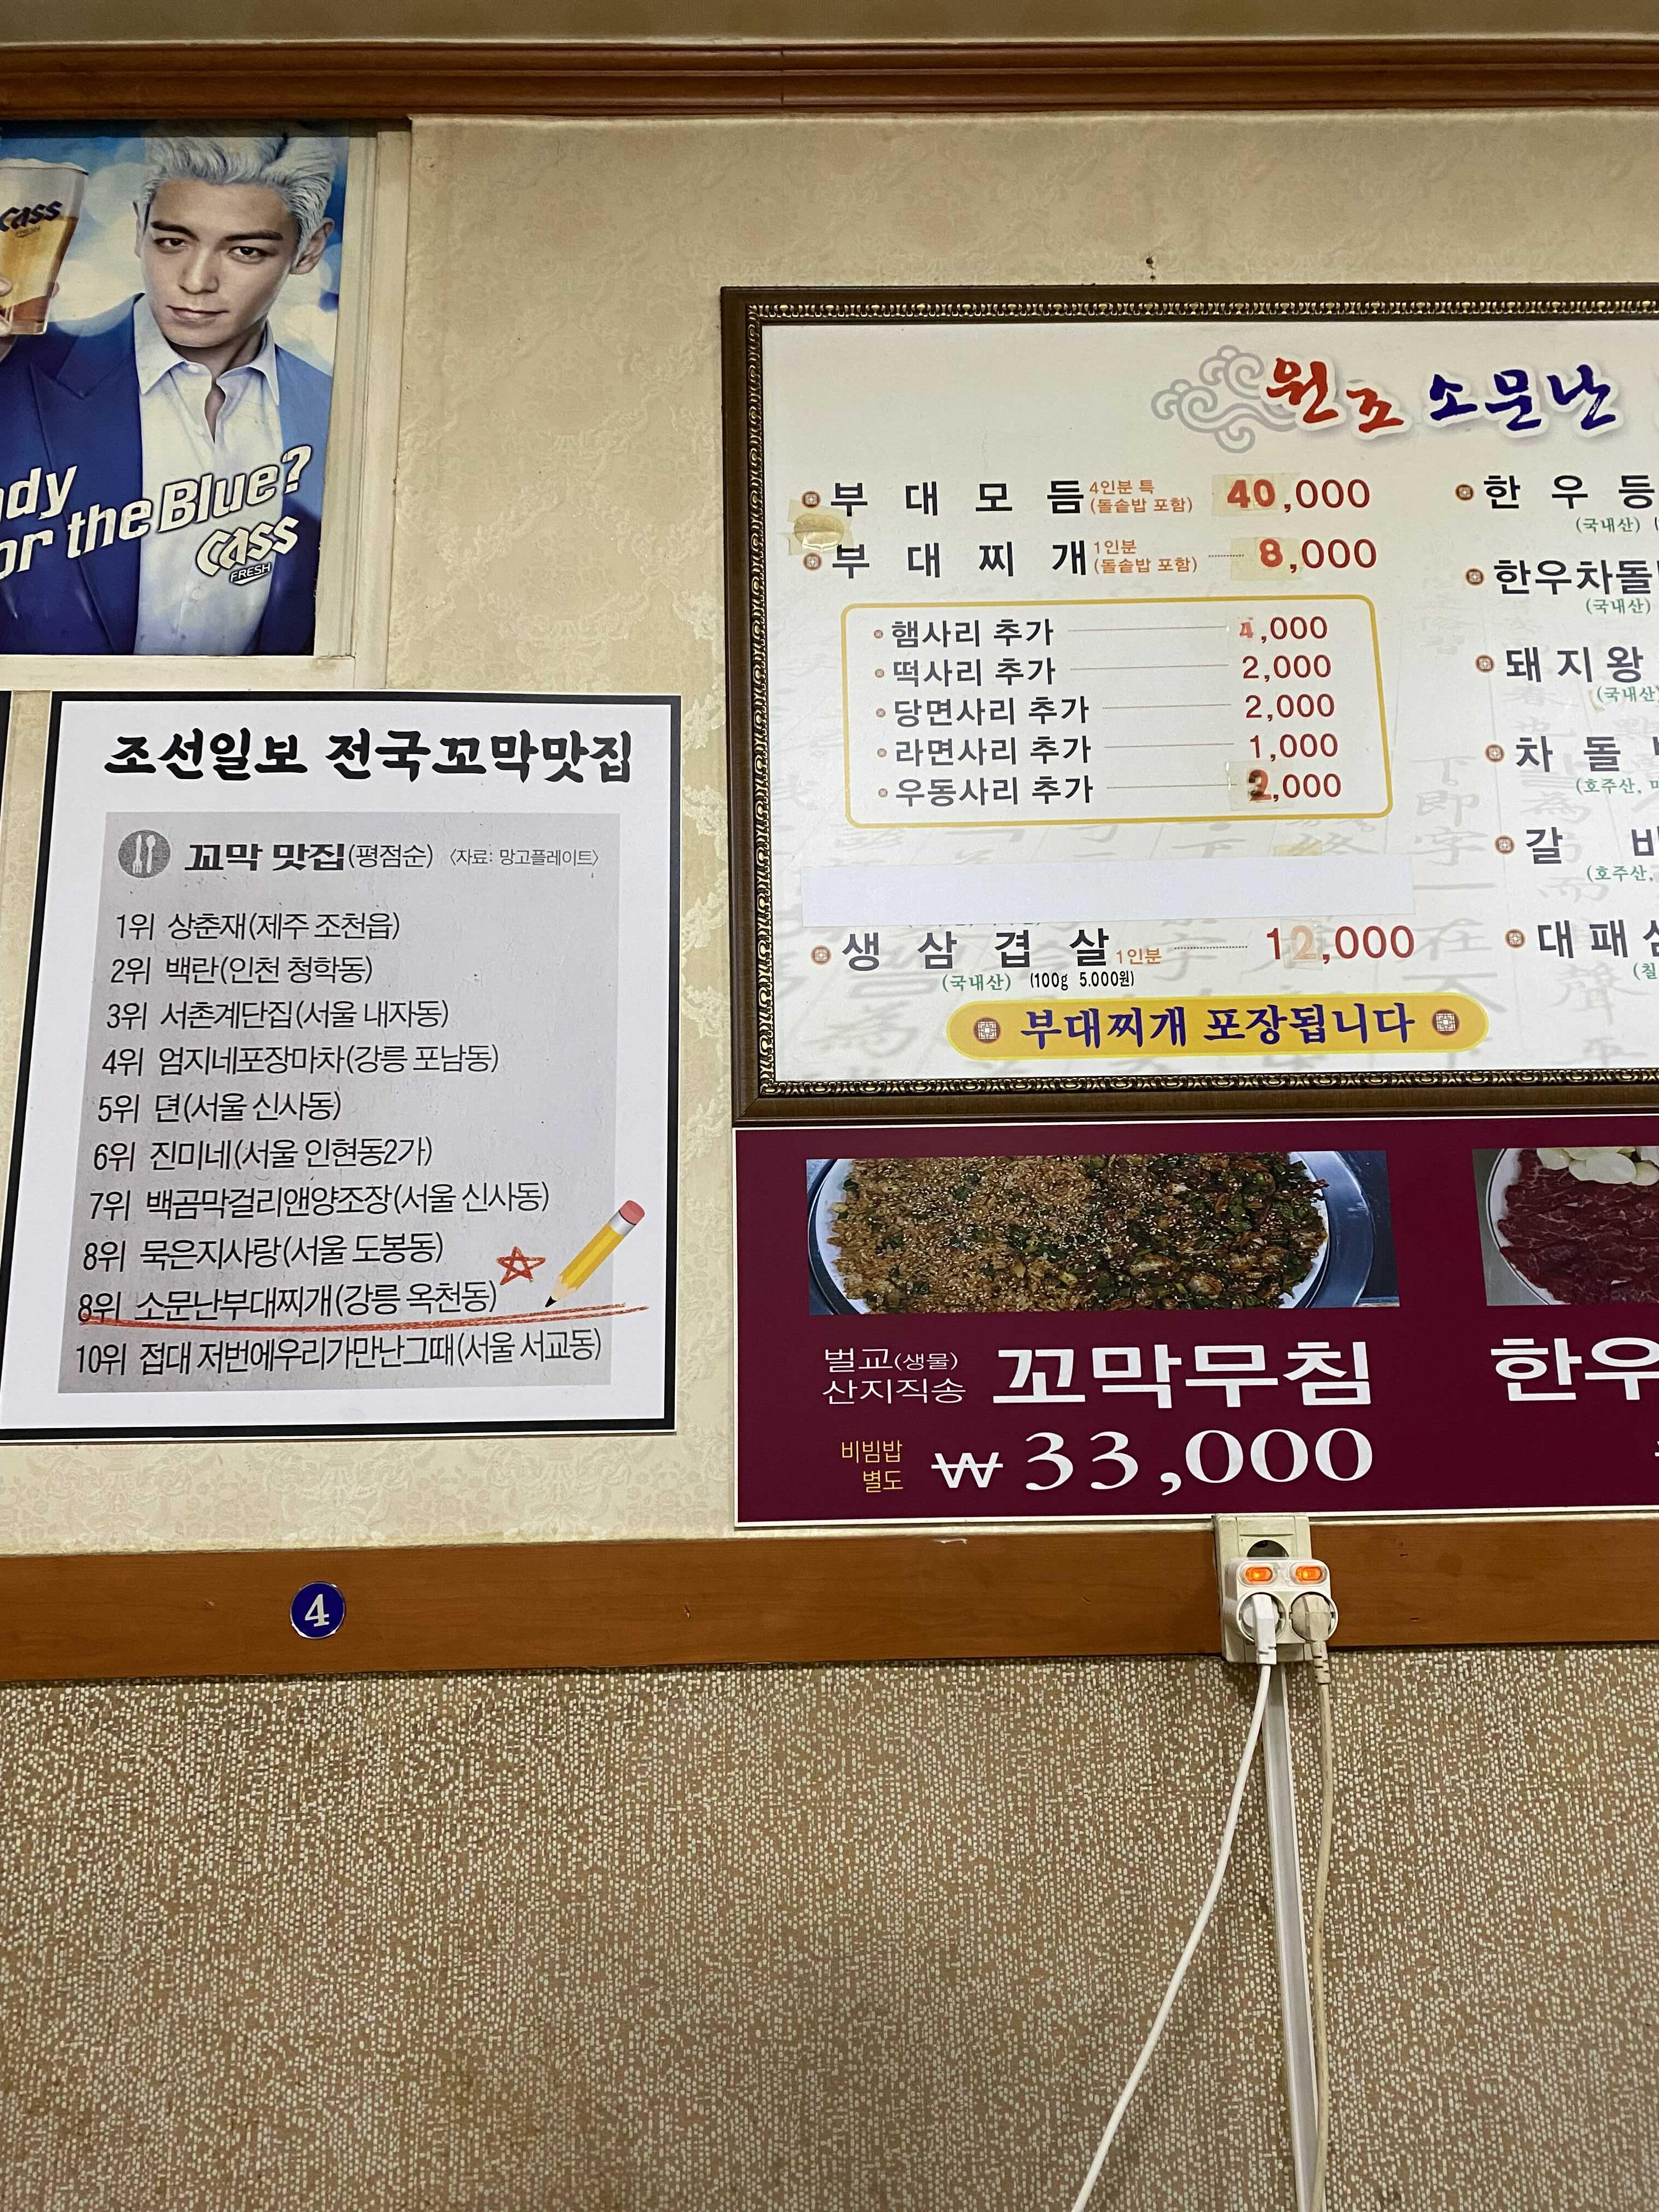 Cass
FRESH
ady
or the Blue?
Cass
FRESH
조선일보 전국꼬막맛집
꼬막 맛집(평점순) 〈자료: 망고플레이트〉
1위 상춘재(제주 조천읍)
2위 백란(인천 청학동)
3위 서촌계단집(서울 내자동)
4위 엄지네포장마차(강릉 포남동)
5위 뎐(서울 신사동)
6위 진미네(서울 인현동2가)
7위 백곰막걸리앤양조장(서울 신사동)
8위 묵은지사랑(서울 도봉동)
8위 소문난부대찌개(강릉 옥천동)
10위 접대 저번에우리가만난그때(서울 서교동)
원조 소문난
부대모듬 4인분 특 (돌솥밥 포함) 40,000
부대찌개 1인분 (돌솥밥 포함) 8,000
햄사리 추가 4,000
떡사리 추가 2,000
당면사리 추가 2,000
라면사리 추가 1,000
우동사리 추가 2,000
생삼겹살 1인분 12,000
(국내산) (100g 5.000원)
부대찌개 포장됩니다
한우등
(국내산)
한우차돌
(국내산)
돼지왕
(국내산)
차돌
(호주산,
갈비
(호주산,
대패
벌교(생물)
산지직송
꼬막무침
비빔밥
별도
₩33,000
한우
4